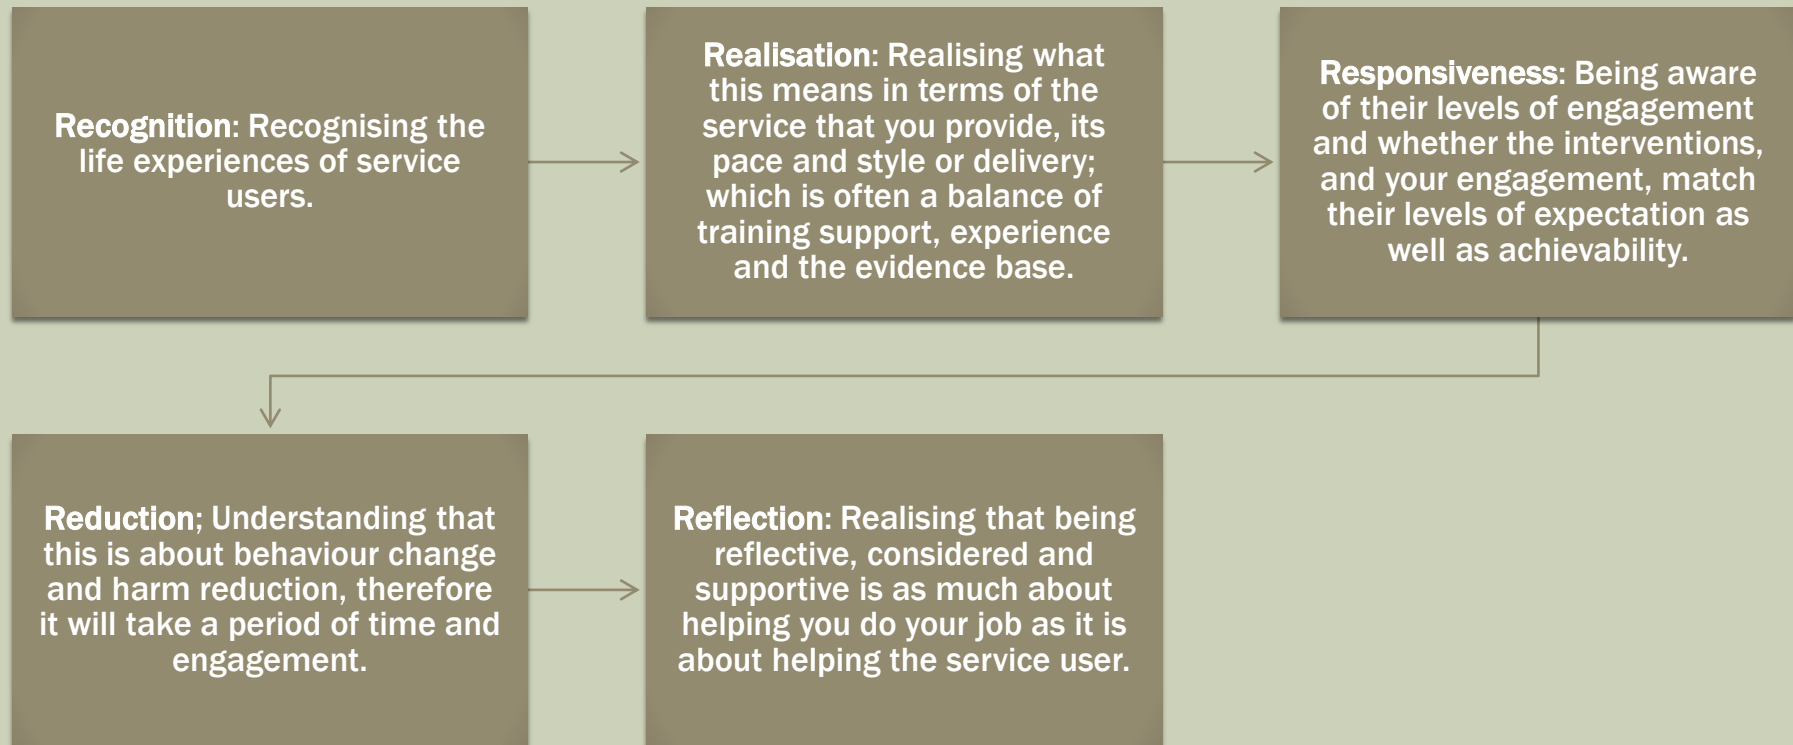 Recognition: Recognising the
life experiences of service
users.
Realisation: Realising what
this means in terms of the
service that you provide, its
pace and style or delivery;
which is often a balance of
training support, experience
and the evidence base.
Responsiveness: Being aware
of their levels of engagement
and whether the interventions,
and your engagement, match
their levels of expectation as
well as achievability.
Reduction; Understanding that
this is about behaviour change
and harm reduction, therefore
it will take a period of time and
engagement.
Reflection: Realising that being
reflective, considered and
supportive is as much about
helping you do your job as it is
about helping the service user.